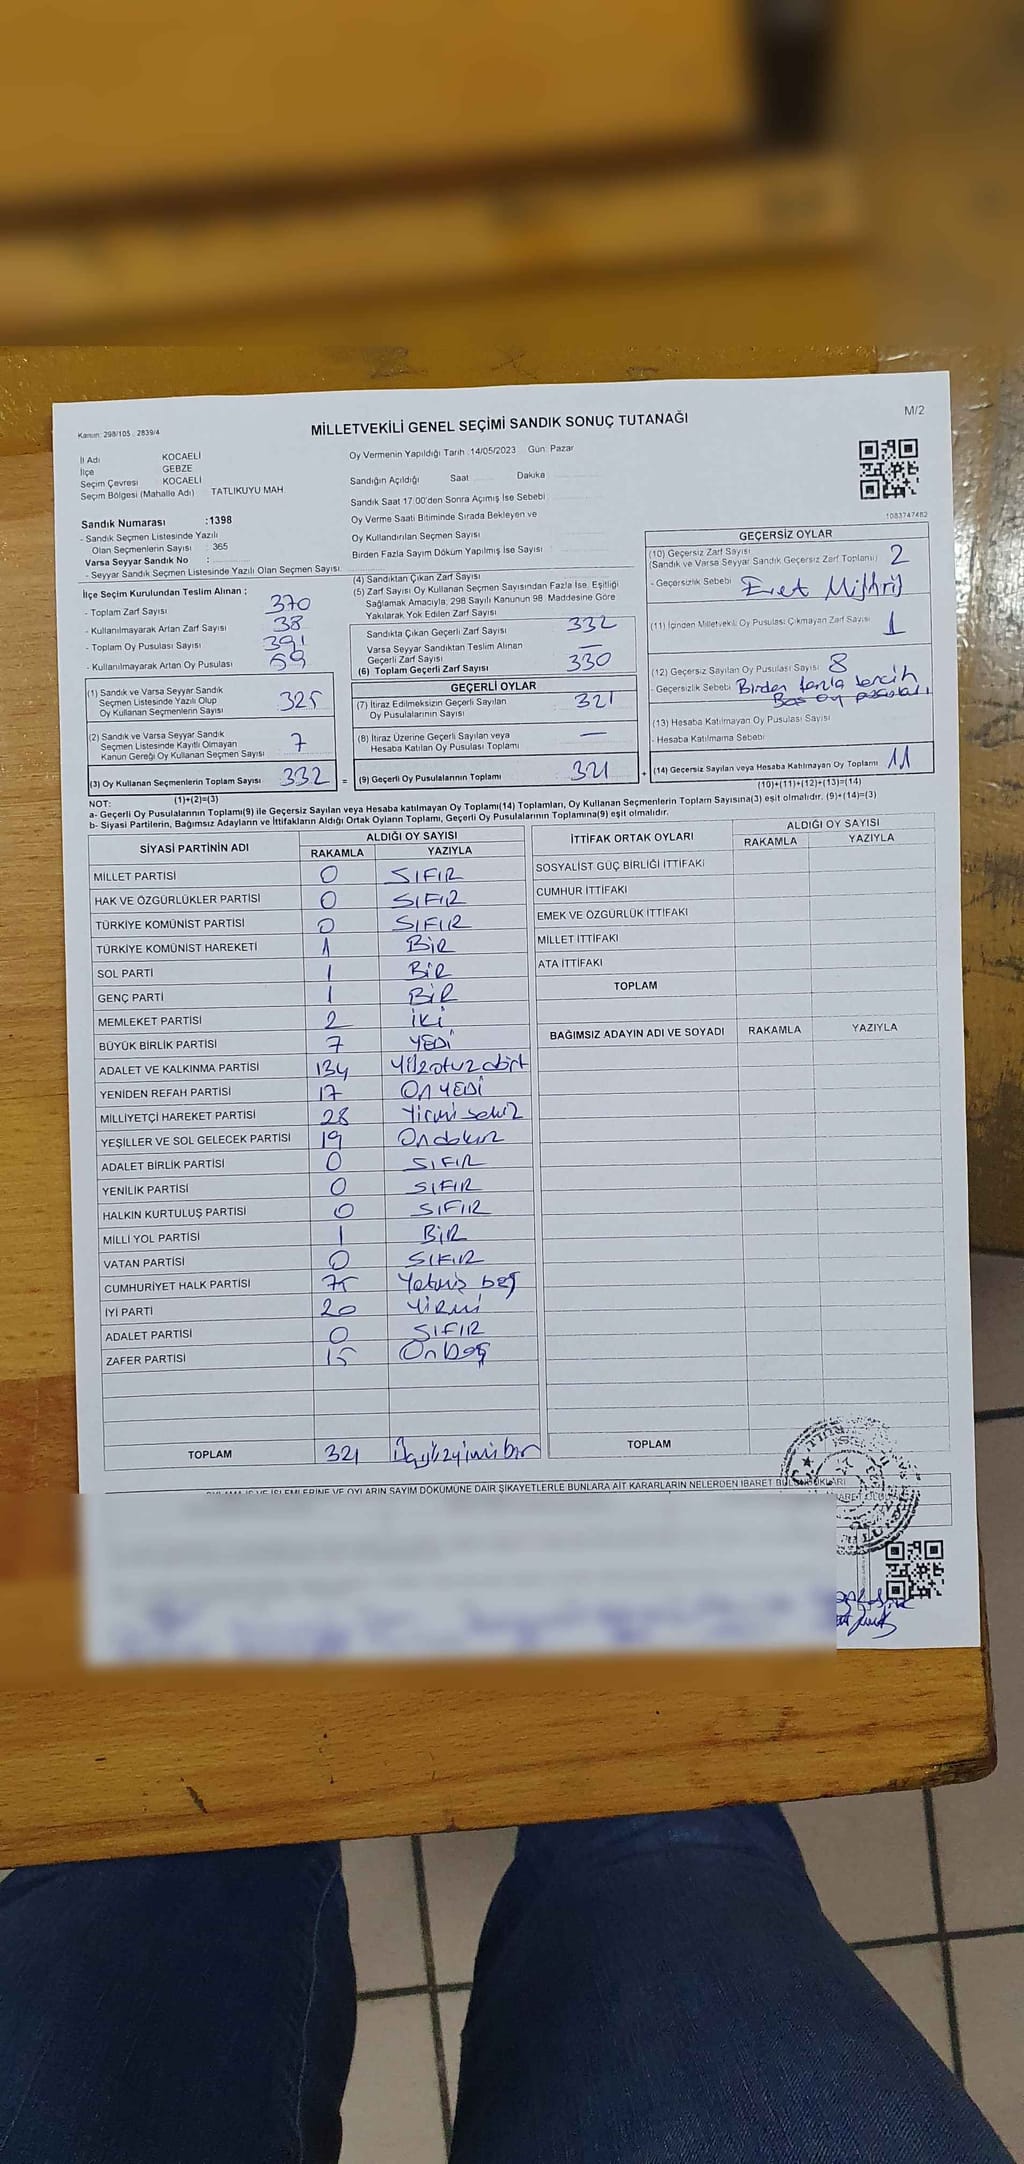 Kanun: 298/105 - 2839/4
MİLLETVEKİLİ GENEL SEÇİMİ SANDIK SONUÇ TUTANAĞI
M/2
İl Adı KOCAELİ
İlçe GEBZE
Seçim Çevresi KOCAELİ
Seçim Bölgesi (Mahalle Adı) TATLIKUYU MAH.
Sandık Numarası :1398
- Sandık Seçmen Listesinde Yazılı
Olan Seçmenlerin Sayısı : 365
Varsa Seyyar Sandık No :
- Seyyar Sandık Seçmen Listesinde Yazılı Olan Seçmen Sayısı:
Oy Vermenin Yapıldığı Tarih :14/05/2023 Gün: Pazar
Sandığın Açıldığı Saat Dakika
Sandık Saat 17:00'den Sonra Açımış İse Sebebi
Oy Verme Saati Bitiminde Sırada Bekleyen ve
Oy Kullandırılan Seçmen Sayısı
Birden Fazla Sayım Döküm Yapılmış İse Sayısı
1083747482
İlçe Seçim Kurulundan Teslim Alınan :
- Toplam Zarf Sayısı 370
- Kullanılmayarak Artan Zarf Sayısı 38
- Toplam Oy Pusulası Sayısı 391
- Kullanılmayarak Artan Oy Pusulası 59
(1) Sandık ve Varsa Seyyar Sandık
Seçmen Listesinde Yazılı Olup
Oy Kullanan Seçmenlerin Sayısı 325
(2) Sandık ve Varsa Seyyar Sandık
Seçmen Listesinde Kayıtlı Olmayan
Kanun Gereği Oy Kullanan Seçmen Sayısı 7
(3) Oy Kullanan Seçmenlerin Toplam Sayısı 332 =
(1)+(2)=(3)
(4) Sandıktan Çıkan Zarf Sayısı
(5) Zarf Sayısı Oy Kullanan Seçmen Sayısından Fazla İse, Eşitliği
Sağlamak Amacıyla, 298 Sayılı Kanunun 98. Maddesine Göre
Yakılarak Yok Edilen Zarf Sayısı
Sandıkta Çıkan Geçerli Zarf Sayısı 332
Varsa Seyyar Sandıktan Teslim Alınan
Geçerli Zarf Sayısı —
(6) Toplam Geçerli Zarf Sayısı 330
GEÇERLİ OYLAR
(7) İtiraz Edilmeksizin Geçerli Sayılan
Oy Pusulalarının Sayısı 321
(8) İtiraz Üzerine Geçerli Sayılan veya
Hesaba Katılan Oy Pusulası Toplamı —
(9) Geçerli Oy Pusulalarının Toplamı 321 +
GEÇERSİZ OYLAR
(10) Geçersiz Zarf Sayısı
(Sandık ve Varsa Seyyar Sandık Geçersiz Zarf Toplamı) 2
- Geçersizlik Sebebi Evet Mührü
(11) İçinden Milletvekili Oy Pusulası Çıkmayan Zarf Sayısı 1
(12) Geçersiz Sayılan Oy Pusulası Sayısı 8
- Geçersizlik Sebebi Birden fazla tercih
Boş oy pusulası
(13) Hesaba Katılmayan Oy Pusulası Sayısı
- Hesaba Katılmama Sebebi
(14) Geçersiz Sayılan veya Hesaba Katılmayan Oy Toplamı 11
(10)+(11)+(12)+(13)=(14)
NOT:
a- Geçerli Oy Pusulalarının Toplamı(9) ile Geçersiz Sayılan veya Hesaba katılmayan Oy Toplamı(14) Toplamları, Oy Kullanan Seçmenlerin Toplam Sayısına(3) eşit olmalıdır. (9)+(14)=(3)
b- Siyasi Partilerin, Bağımsız Adayların ve İttifakların Aldığı Ortak Oyların Toplamı, Geçerli Oy Pusulalarının Toplamına(9) eşit olmalıdır.
SİYASİ PARTİNİN ADI ALDIĞI OY SAYISI
RAKAMLA YAZIYLA
MİLLET PARTİSİ 0 SIFIR
HAK VE ÖZGÜRLÜKLER PARTİSİ 0 SIFIR
TÜRKİYE KOMÜNİST PARTİSİ 0 SIFIR
TÜRKİYE KOMÜNİST HAREKETİ 1 BİR
SOL PARTİ 1 BİR
GENÇ PARTİ 1 BİR
MEMLEKET PARTİSİ 2 İKİ
BÜYÜK BİRLİK PARTİSİ 7 YEDİ
ADALET VE KALKINMA PARTİSİ 134 Yüzotuzdört
YENİDEN REFAH PARTİSİ 17 ON YEDİ
MİLLİYETÇİ HAREKET PARTİSİ 28 Yirmi sekiz
YEŞİLLER VE SOL GELECEK PARTİSİ 19 Ondokuz
ADALET BİRLİK PARTİSİ 0 SIFIR
YENİLİK PARTİSİ 0 SIFIR
HALKIN KURTULUŞ PARTİSİ 0 SIFIR
MİLLİ YOL PARTİSİ 1 BİR
VATAN PARTİSİ 0 SIFIR
CUMHURİYET HALK PARTİSİ 75 Yetmiş beş
İYİ PARTİ 20 Yirmi
ADALET PARTİSİ 0 SIFIR
ZAFER PARTİSİ 15 On beş
TOPLAM 321 Üçyüzyirmibir
İTTİFAK ORTAK OYLARI ALDIĞI OY SAYISI
RAKAMLA YAZIYLA
SOSYALİST GÜÇ BİRLİĞİ İTTİFAKI
CUMHUR İTTİFAKI
EMEK VE ÖZGÜRLÜK İTTİFAKI
MİLLET İTTİFAKI
ATA İTTİFAKI
TOPLAM
BAĞIMSIZ ADAYIN ADI VE SOYADI RAKAMLA YAZIYLA
TOPLAM
İŞLEMLERİNE VE OYLARIN SAYIM DÖKÜMÜNE DAİR ŞİKAYETLERLE BUNLARA AİT KARARLARIN NELERDEN İBARET BULUNDUKLARI